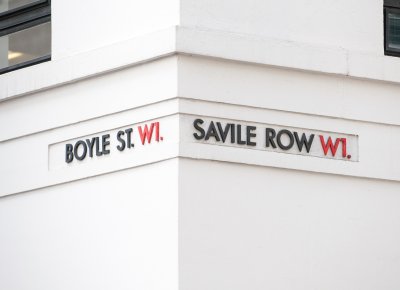 BOYLE ST. W1.
SAVILE ROW W1.